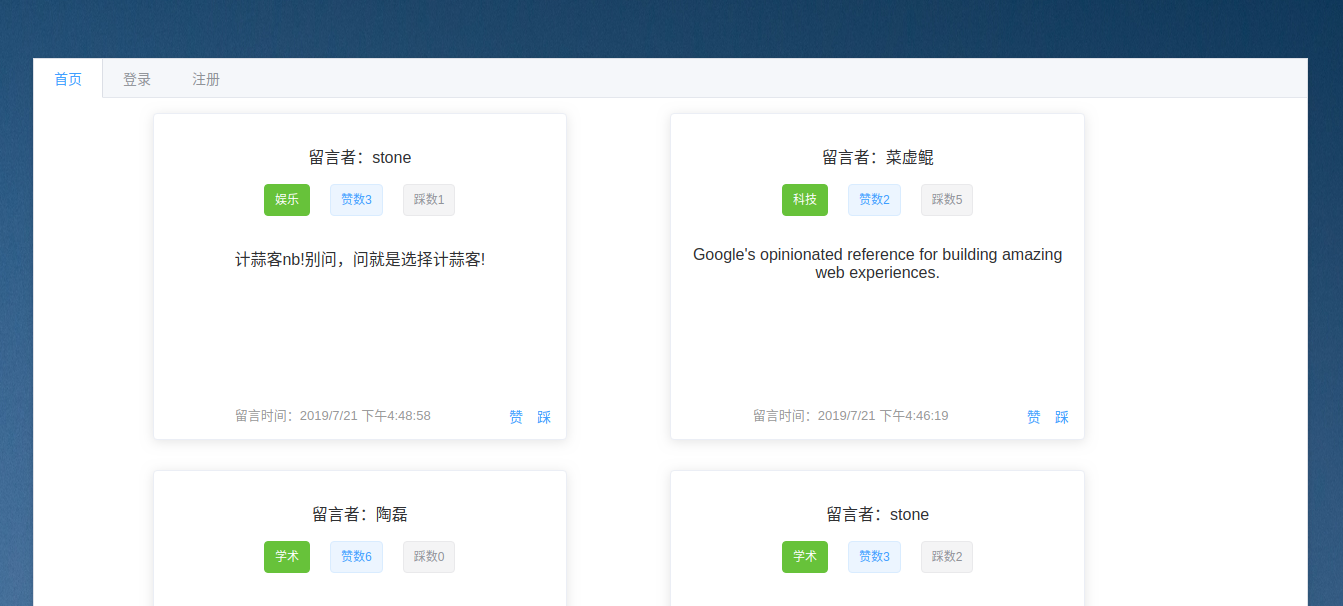 首页 登录 注册
留言者：stone
娱乐 赞数3 踩数1
计蒜客nb!别问，问就是选择计蒜客!
留言时间：2019/7/21 下午4:48:58 赞 踩
留言者：菜虚鲲
科技 赞数2 踩数5
Google's opinionated reference for building amazing
web experiences.
留言时间：2019/7/21 下午4:46:19 赞 踩
留言者：陶磊
学术 赞数6 踩数0
留言者：stone
学术 赞数3 踩数2